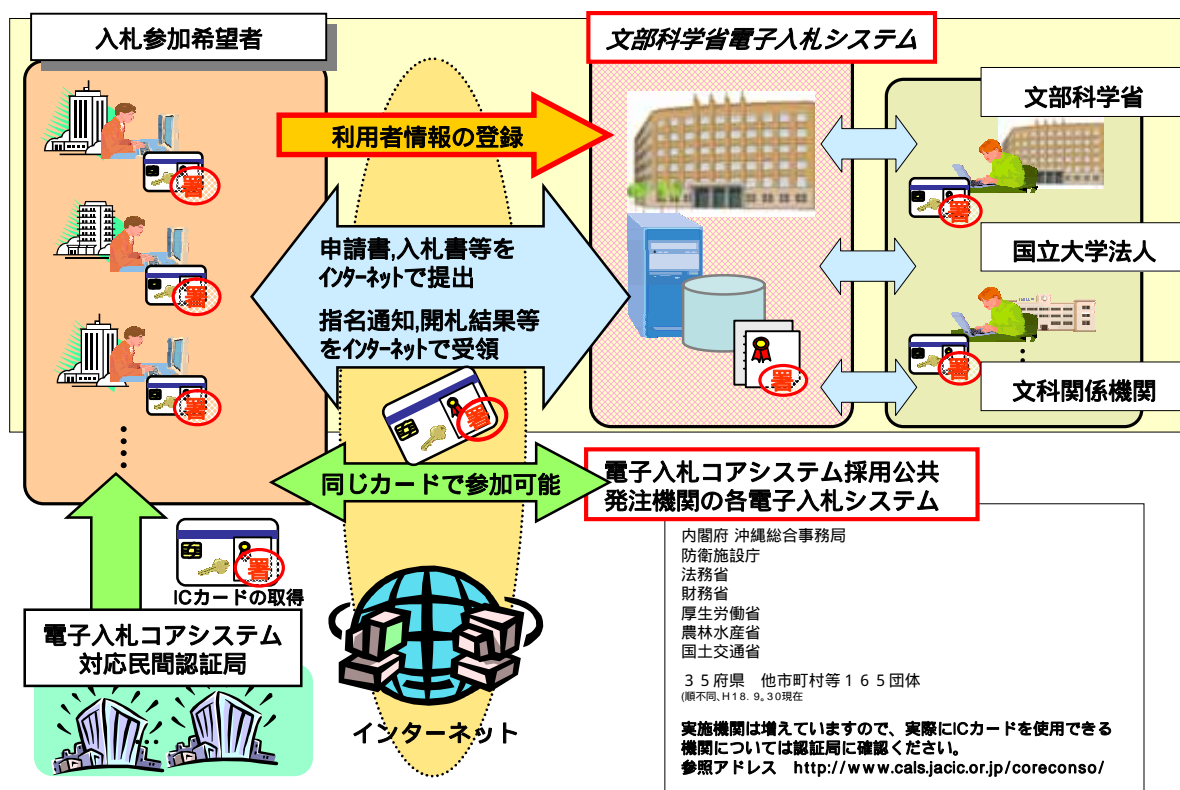 入札参加希望者
文部科学省電子入札システム
文部科学省
利用者情報の登録
署
署
国立大学法人
申請書,入札書等を
インターネットで提出
署
指名通知,開札結果等
をインターネットで受領
署
署
署
文科関係機関
署
署
同じカードで参加可能
電子入札コアシステム採用公共
発注機関の各電子入札システム
署
ICカードの取得
内閣府 沖縄総合事務局
防衛施設庁
法務省
財務省
厚生労働省
農林水産省
国土交通省
３５府県　他市町村等１６５団体
(順不同、H18．9。30現在
電子入札コアシステム
対応民間認証局
インターネット
実施機関は増えていますので、実際にICカードを使用できる
機関については認証局に確認ください。
参照アドレス　http://www.cals.jacic.or.jp/coreconso/